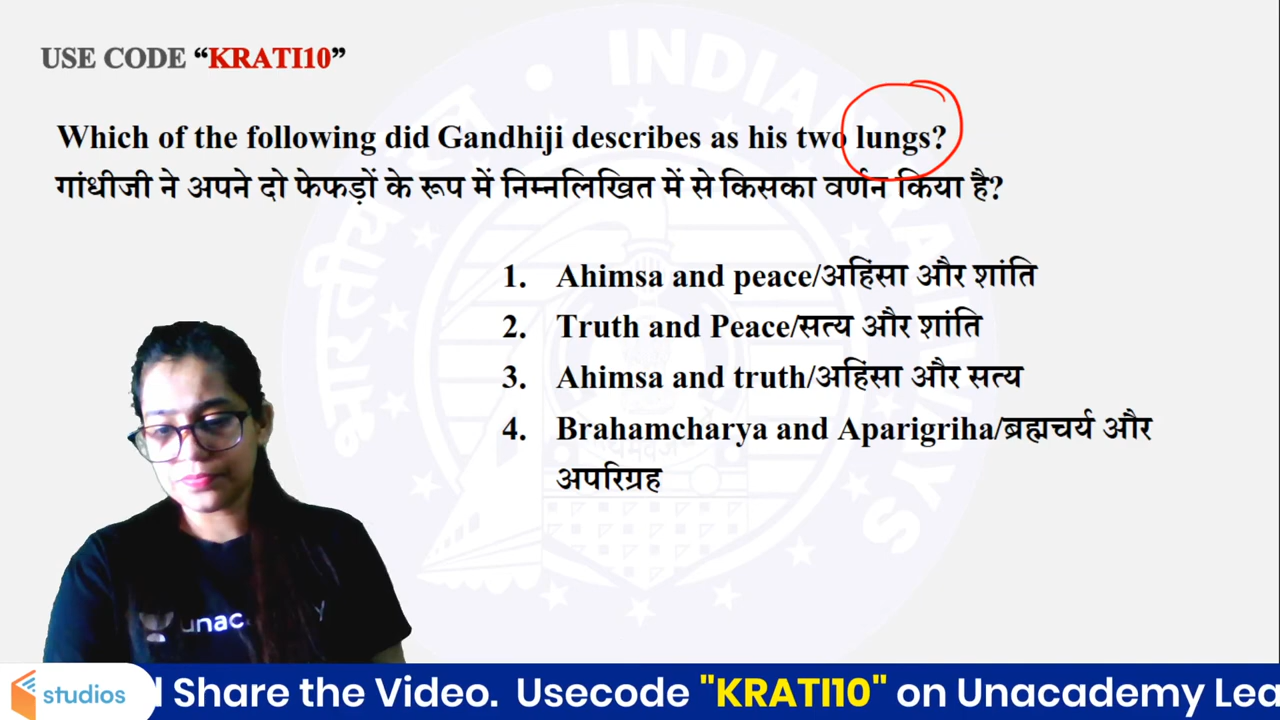 USE CODE “KRATI10”
Which of the following did Gandhiji describes as his two lungs?
गांधीजी ने अपने दो फेफड़ों के रूप में निम्नलिखित में से किसका वर्णन किया है?
1. Ahimsa and peace/अहिंसा और शांति
2. Truth and Peace/सत्य और शांति
3. Ahimsa and truth/अहिंसा और सत्य
4. Brahamcharya and Aparigriha/ब्रह्मचर्य और
अपरिग्रह
INDIAN RAILWAYS
भारतीय रेल
unac y
studios
Share the Video. Usecode "KRATI10" on Unacademy Lea